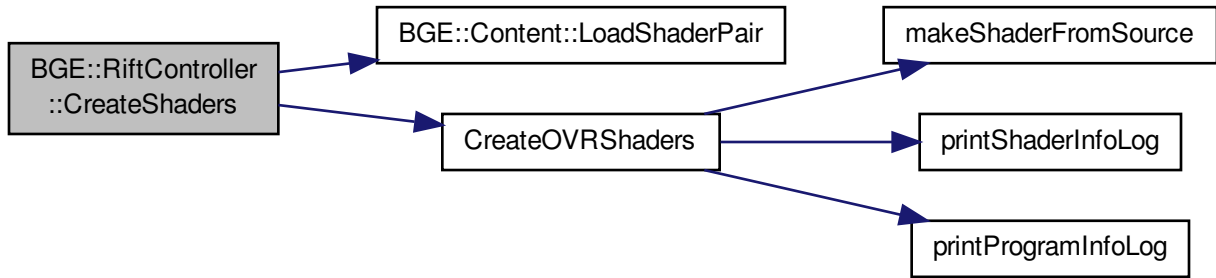 BGE::RiftController
::CreateShaders
BGE::Content::LoadShaderPair
CreateOVRShaders
makeShaderFromSource
printShaderInfoLog
printProgramInfoLog